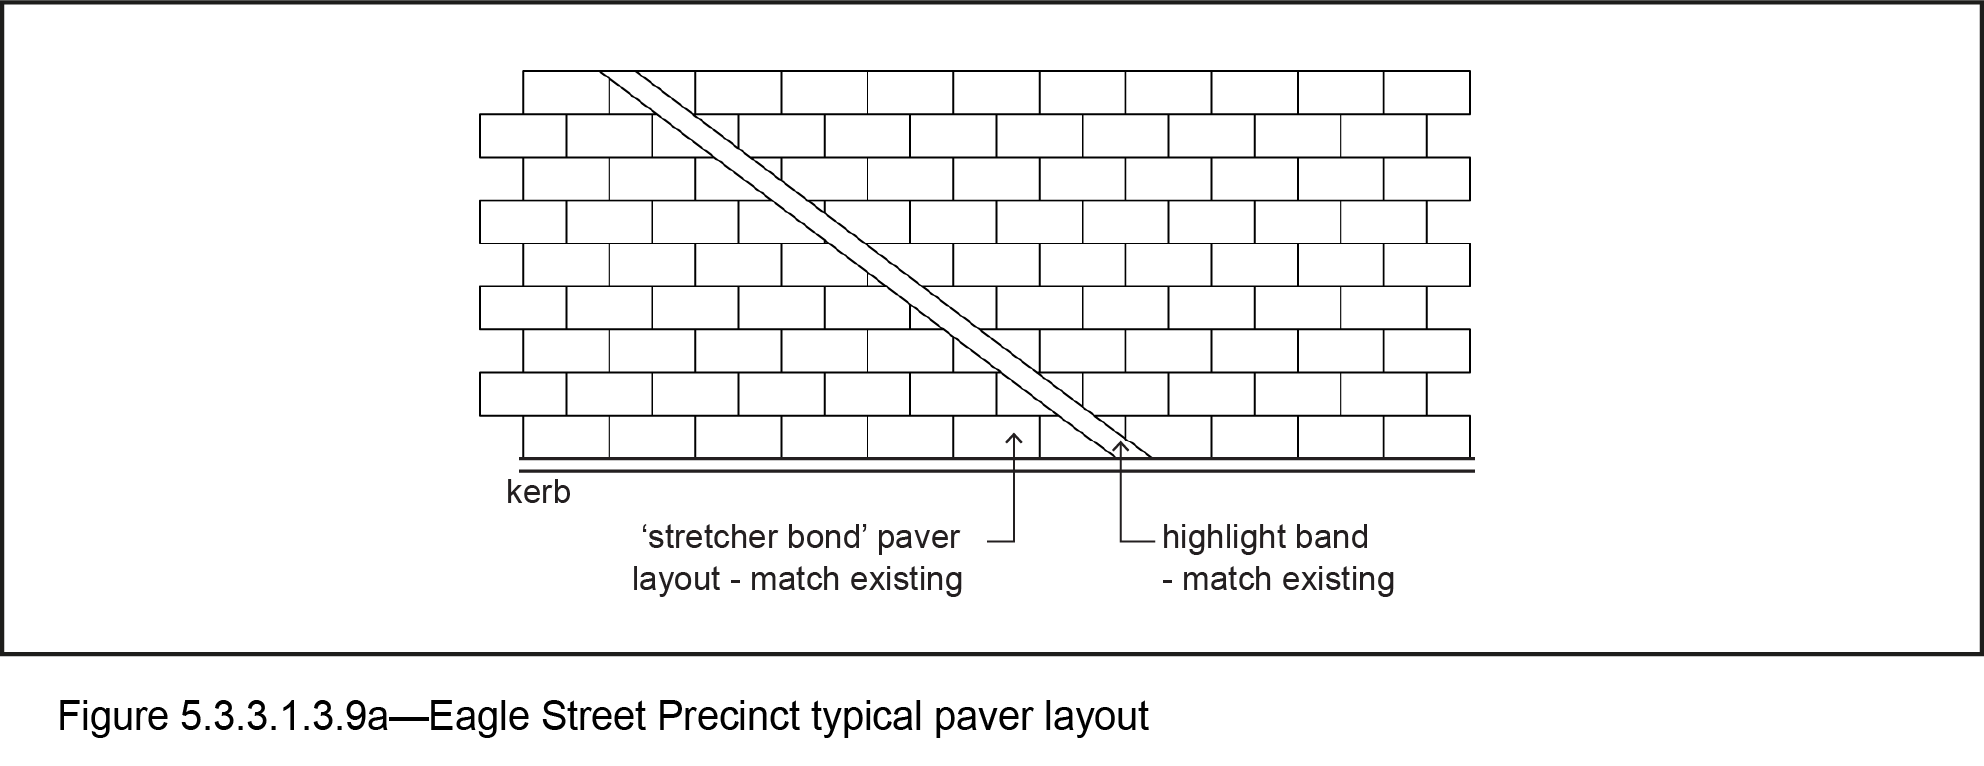 kerb
‘stretcher bond’ paver
layout - match existing
highlight band
- match existing
Figure 5.3.3.1.3.9a—Eagle Street Precinct typical paver layout